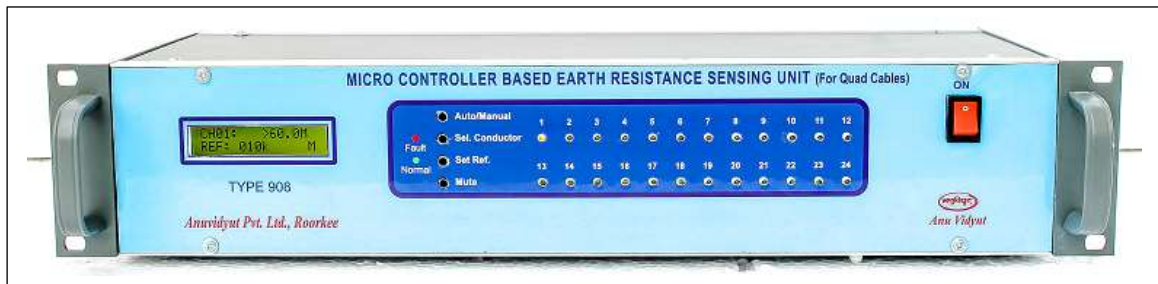 MICRO CONTROLLER BASED EARTH RESISTANCE SENSING UNIT (For Quad Cables)
ON
CH01: >60.0M
REF: 010k M
TYPE 908
Anuvidyut Pvt. Ltd., Roorkee
Fault
Normal
Auto/Manual
Sel. Conductor
Set Ref.
Mute
1 2 3 4 5 6 7 8 9 10 11 12
13 14 15 16 17 18 19 20 21 22 23 24
Anu Vidyut